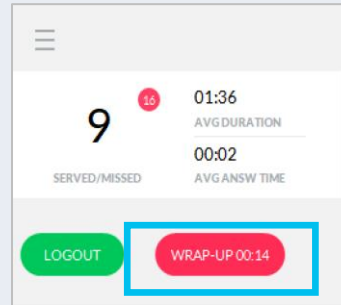 9
16
SERVED/MISSED
01:36
AVG DURATION
00:02
AVG ANSW TIME
LOGOUT
WRAP-UP 00:14